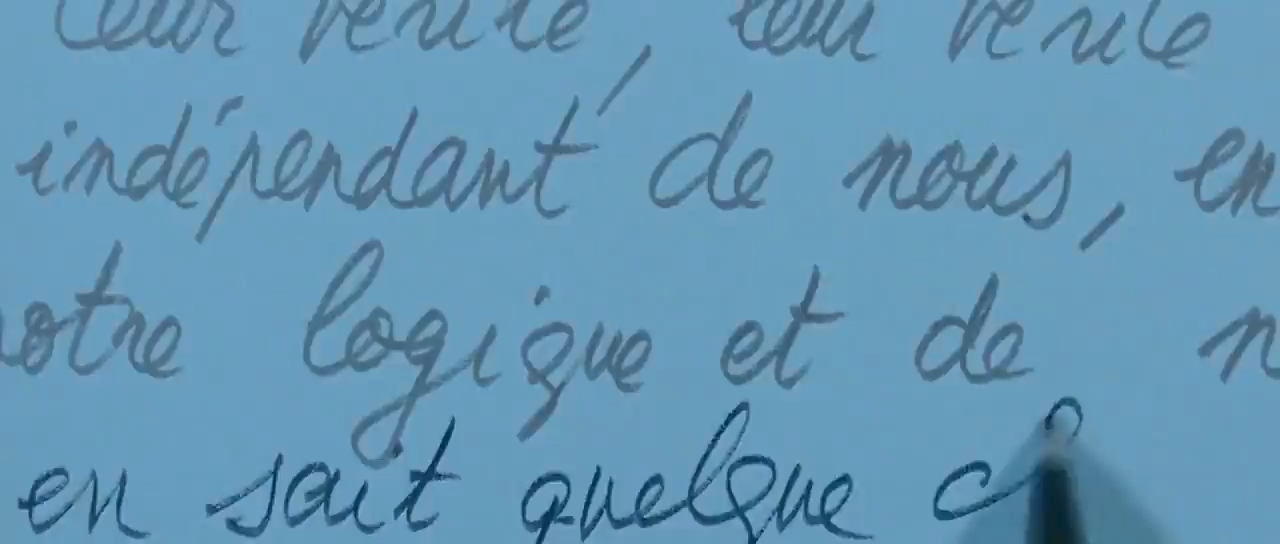 leur vérité, leur vérité
indépendant de nous, en
notre logique et de n
en sait quelque c